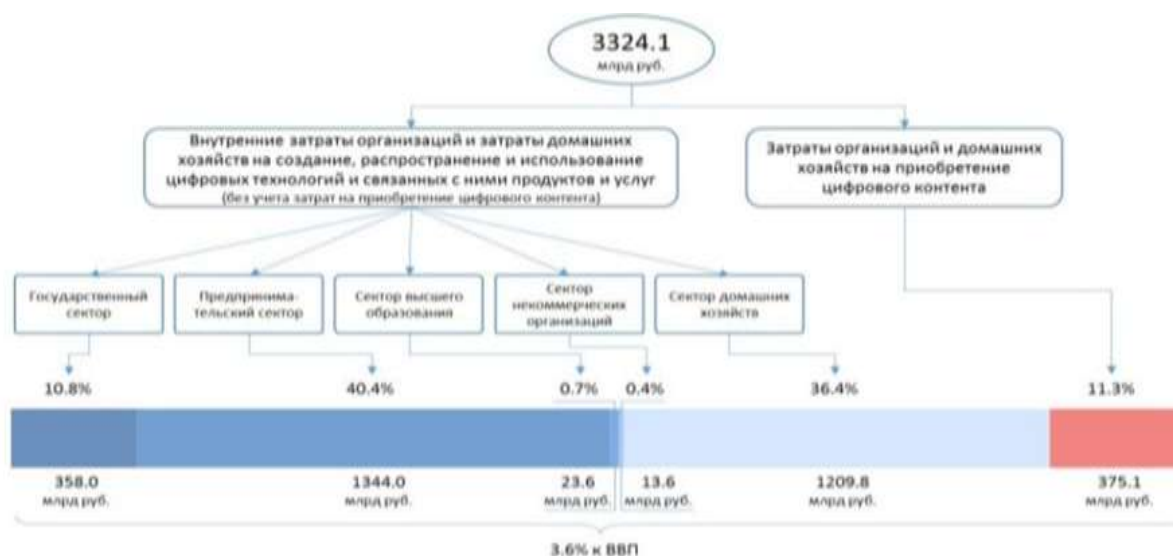 3324.1
млрд руб.
Внутренние затраты организаций и затраты домашних
хозяйств на создание, распространение и использование
цифровых технологий и связанных с ними продуктов и услуг
(без учета затрат на приобретение цифрового контента)
Затраты организаций и домашних
хозяйств на приобретение
цифрового контента
Государственный
сектор
Предпринима-
тельский сектор
Сектор высшего
образования
Сектор
некоммерческих
организаций
Сектор домашних
хозяйств
10.8%
40.4%
0.7%
0.4%
36.4%
11.3%
358.0
млрд руб.
1344.0
млрд руб.
23.6
млрд руб.
13.6
млрд руб.
1209.8
млрд руб.
375.1
млрд руб.
3.6% к ВВП